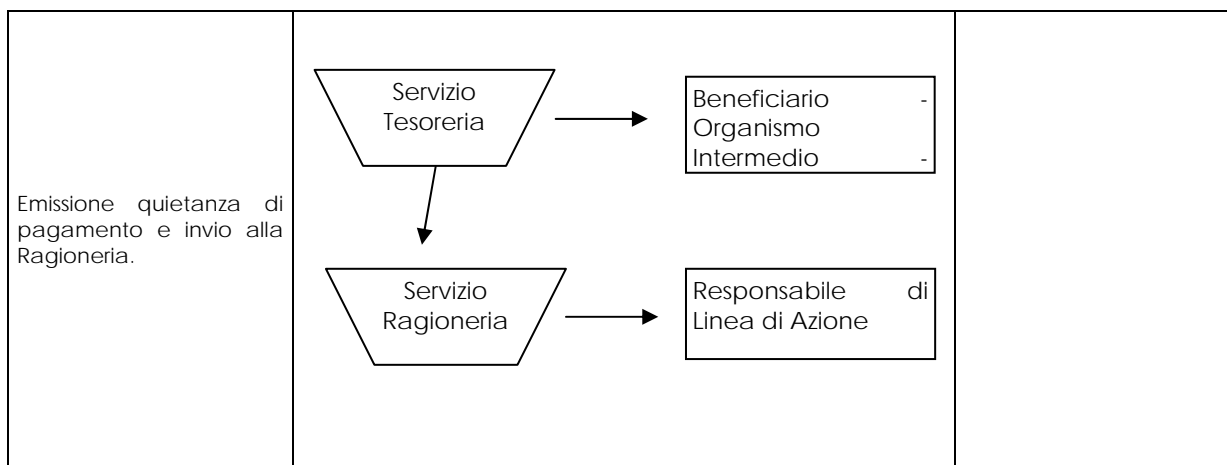 Emissione quietanza di
pagamento e invio alla
Ragioneria.
Servizio
Tesoreria
Beneficiario -
Organismo
Intermedio -
Servizio
Ragioneria
Responsabile di
Linea di Azione